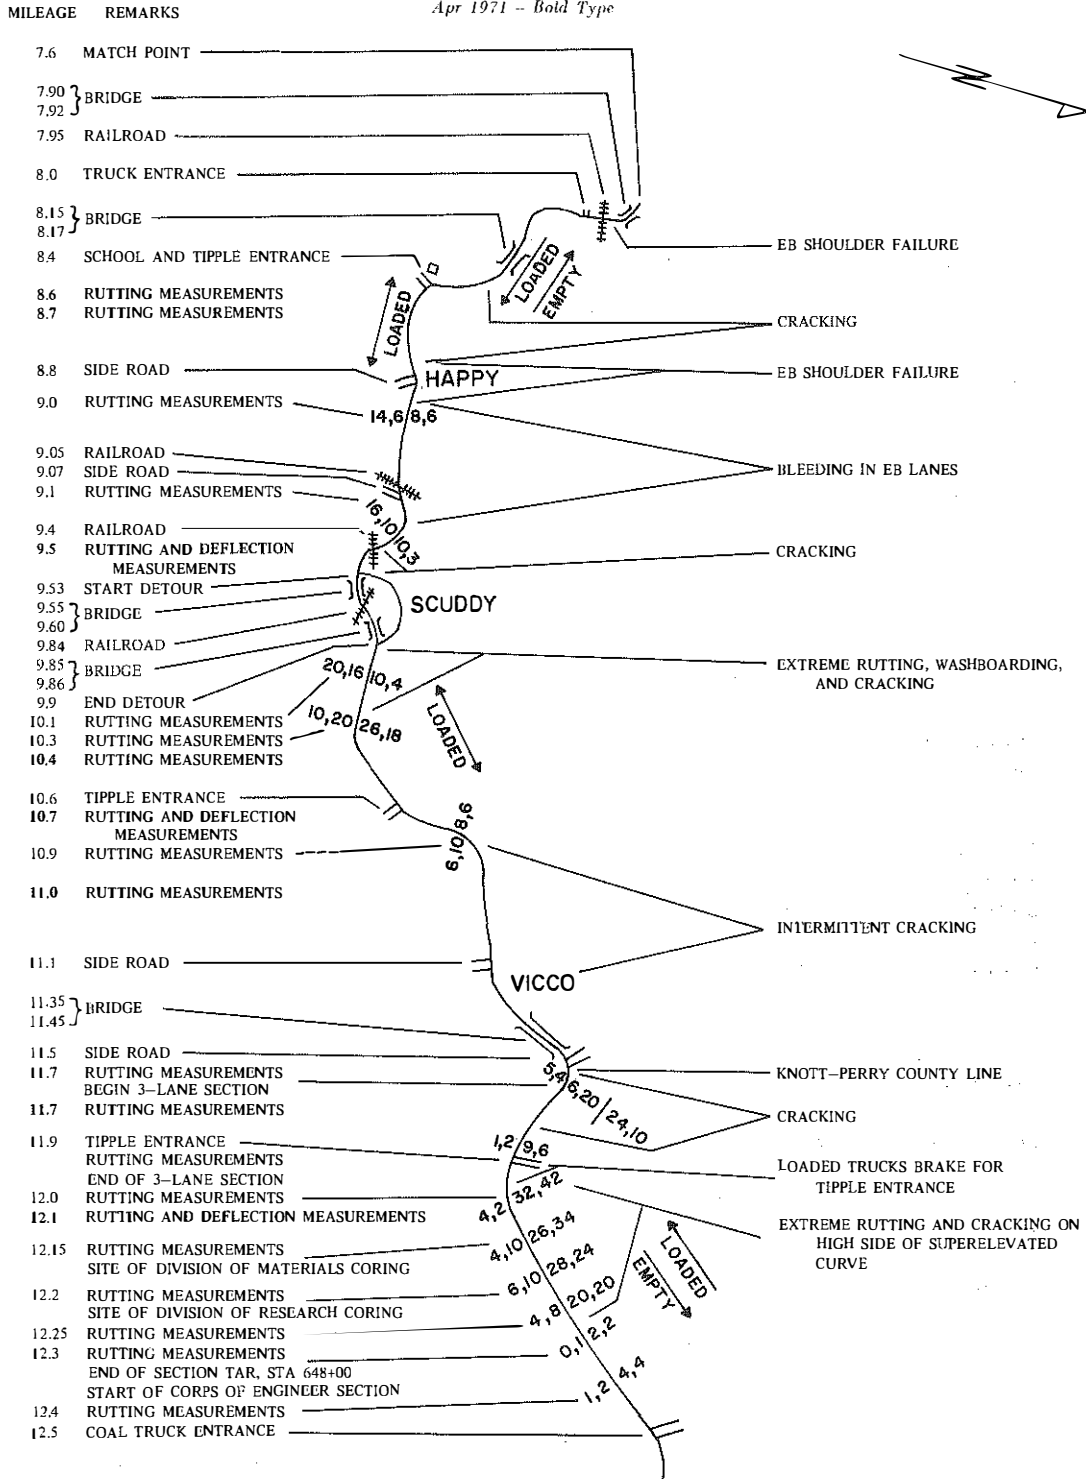 Apr 1971 -- Bold Type
MILEAGE REMARKS
7.6 MATCH POINT
7.90
7.92 } BRIDGE
7.95 RAILROAD
8.0 TRUCK ENTRANCE
8.15
8.17 } BRIDGE
8.4 SCHOOL AND TIPPLE ENTRANCE
8.6 RUTTING MEASUREMENTS
8.7 RUTTING MEASUREMENTS
8.8 SIDE ROAD
9.0 RUTTING MEASUREMENTS
9.05 RAILROAD
9.07 SIDE ROAD
9.1 RUTTING MEASUREMENTS
9.4 RAILROAD
9.5 RUTTING AND DEFLECTION
MEASUREMENTS
9.53 START DETOUR
9.55
9.60 } BRIDGE
9.84 RAILROAD
9.85
9.86 } BRIDGE
9.9 END DETOUR
10.1 RUTTING MEASUREMENTS
10.3 RUTTING MEASUREMENTS
10.4 RUTTING MEASUREMENTS
10.6 TIPPLE ENTRANCE
10.7 RUTTING AND DEFLECTION
MEASUREMENTS
10.9 RUTTING MEASUREMENTS
11.0 RUTTING MEASUREMENTS
11.1 SIDE ROAD
11.35
11.45 } BRIDGE
11.5 SIDE ROAD
11.7 RUTTING MEASUREMENTS
BEGIN 3-LANE SECTION
11.7 RUTTING MEASUREMENTS
11.9 TIPPLE ENTRANCE
RUTTING MEASUREMENTS
END OF 3-LANE SECTION
12.0 RUTTING MEASUREMENTS
12.1 RUTTING AND DEFLECTION MEASUREMENTS
12.15 RUTTING MEASUREMENTS
SITE OF DIVISION OF MATERIALS CORING
12.2 RUTTING MEASUREMENTS
SITE OF DIVISION OF RESEARCH CORING
12.25 RUTTING MEASUREMENTS
12.3 RUTTING MEASUREMENTS
END OF SECTION TAR, STA 648+00
START OF CORPS OF ENGINEER SECTION
12.4 RUTTING MEASUREMENTS
12.5 COAL TRUCK ENTRANCE
N
LOADED
EMPTY
LOADED
HAPPY
14,6 8,6
16,10 10,3
SCUDDY
20,16 10,4
10,20 26,18
LOADED
6,10 8,6
VICCO
5,4 6,20 / 24,10
1,2 9,6
4,2 32,42
4,10 26,34
6,10 28,24
4,8 20,20
0,1 2,2
1,2 4,4
LOADED
EMPTY
EB SHOULDER FAILURE
CRACKING
EB SHOULDER FAILURE
BLEEDING IN EB LANES
CRACKING
EXTREME RUTTING, WASHBOARDING,
AND CRACKING
INTERMITTENT CRACKING
KNOTT-PERRY COUNTY LINE
CRACKING
LOADED TRUCKS BRAKE FOR
TIPPLE ENTRANCE
EXTREME RUTTING AND CRACKING ON
HIGH SIDE OF SUPERELEVATED
CURVE